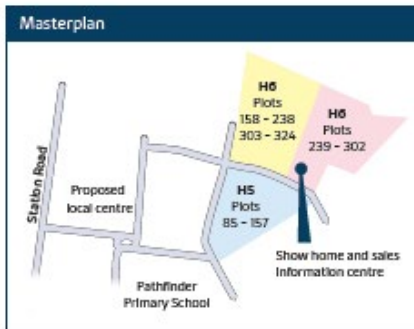 Masterplan
H6
Plots
158 - 238
303 - 324
H6
Plots
239 - 302
Station Road
Proposed
local centre
H5
Plots
85 - 157
Show home and sales
Information centre
Pathfinder
Primary School